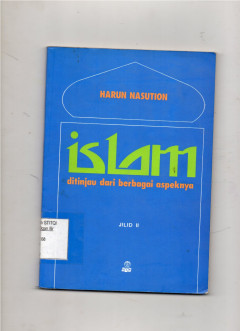 HARUN NASUTION
islam
ditinjau dari berbagai aspeknya
JILID II